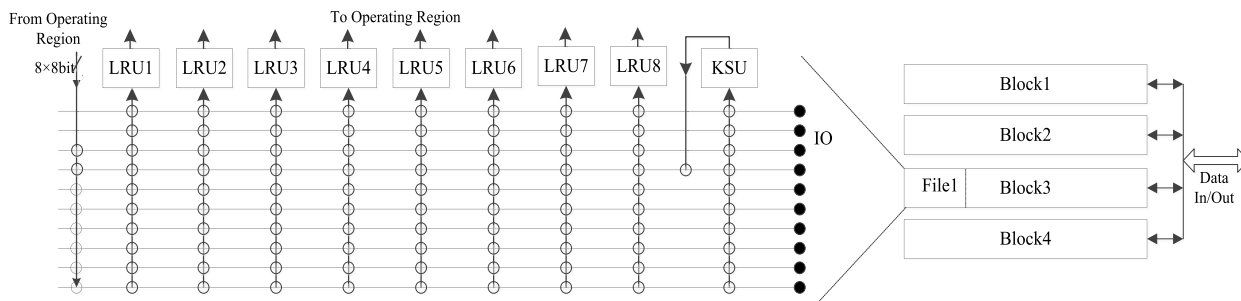 From Operating
Region
8×8bit
To Operating Region
LRU1 LRU2 LRU3 LRU4 LRU5 LRU6 LRU7 LRU8 KSU
IO
Block1
Block2
File1 Block3
Block4
Data
In/Out